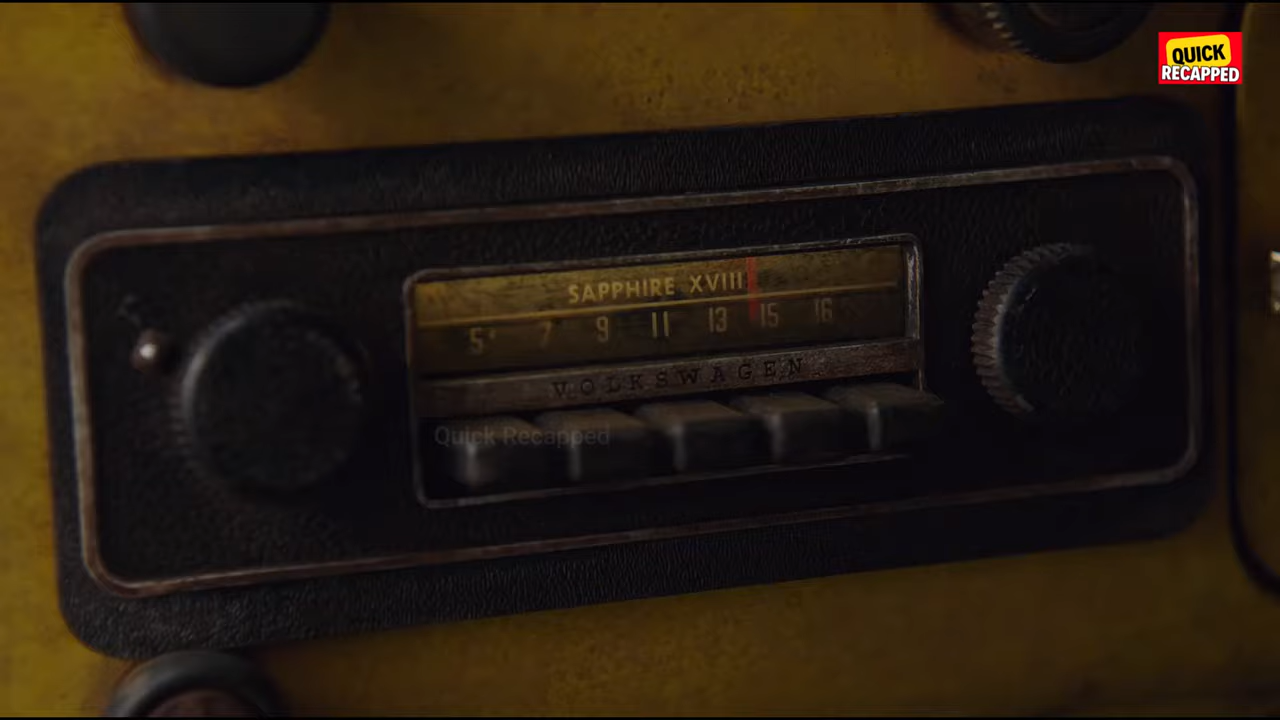 QUICK
RECAPPED
SAPPHIRE XVIII
5 7 9 11 13 15 16
VOLKSWAGEN
Quick Recapped